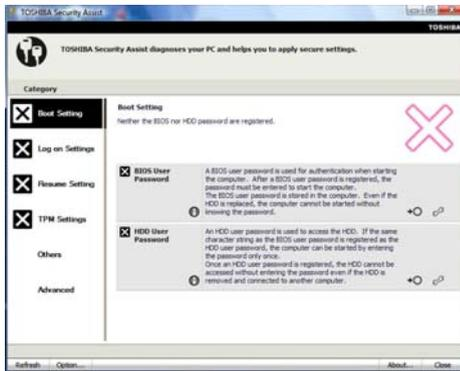 TOSHIBA Security Assist
TOSHIBA
TOSHIBA Security Assist diagnoses your PC and helps you to apply secure settings.
Category
Boot Setting
Log on Settings
Resume Setting
TPM Settings
Others
Advanced
Boot Setting
Neither the BIOS nor HDD password are registered.
BIOS User
Password
A BIOS user password is used for authentication when starting
the computer. After a BIOS user password is registered, the
password must be entered to start the computer.
The BIOS user password is stored in the computer. Even if the
HDD is replaced, the computer cannot be started without
knowing the password.
HDD User
Password
An HDD user password is used to access the HDD. If the same
character string as the BIOS user password is registered as the
HDD user password, the computer can be started by entering
the password only once.
Once an HDD user password is registered, the HDD cannot be
accessed without entering the password even if the HDD is
removed and connected to another computer.
Refresh
Option...
About...
Close